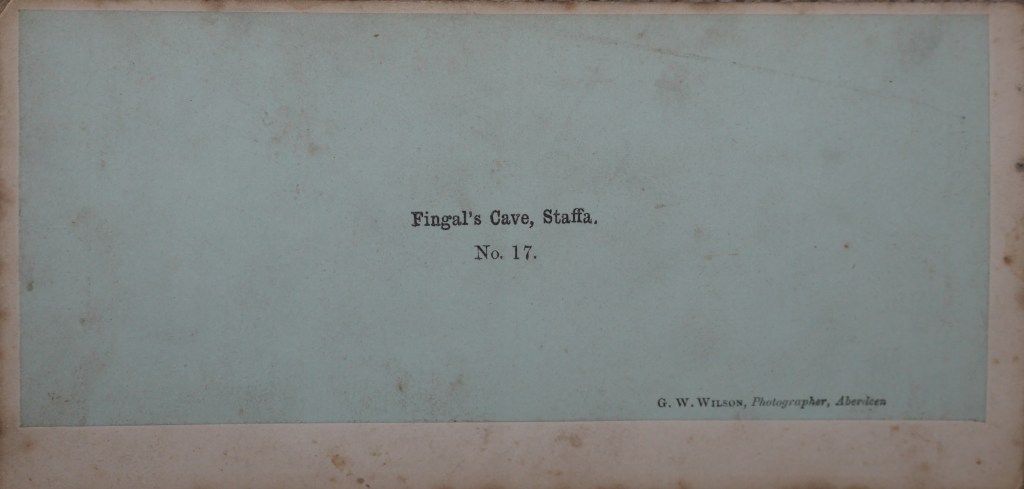 Fingal's Cave, Staffa.
No. 17.
G. W. Wilson, Photographer, Aberdeen